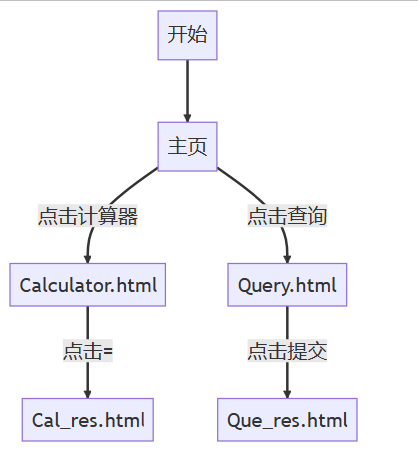 开始
主页
点击计算器
点击查询
Calculator.html
Query.html
点击=
点击提交
Cal_res.html
Que_res.html